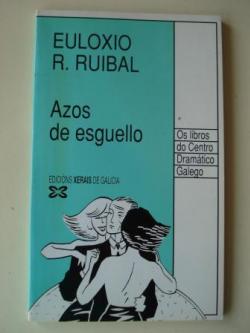 EULOXIO
R. RUIBAL
Azos
de esguello
Os libros
do Centro
Dramático
Galego
EDICIÓNS XERAIS DE GALICIA